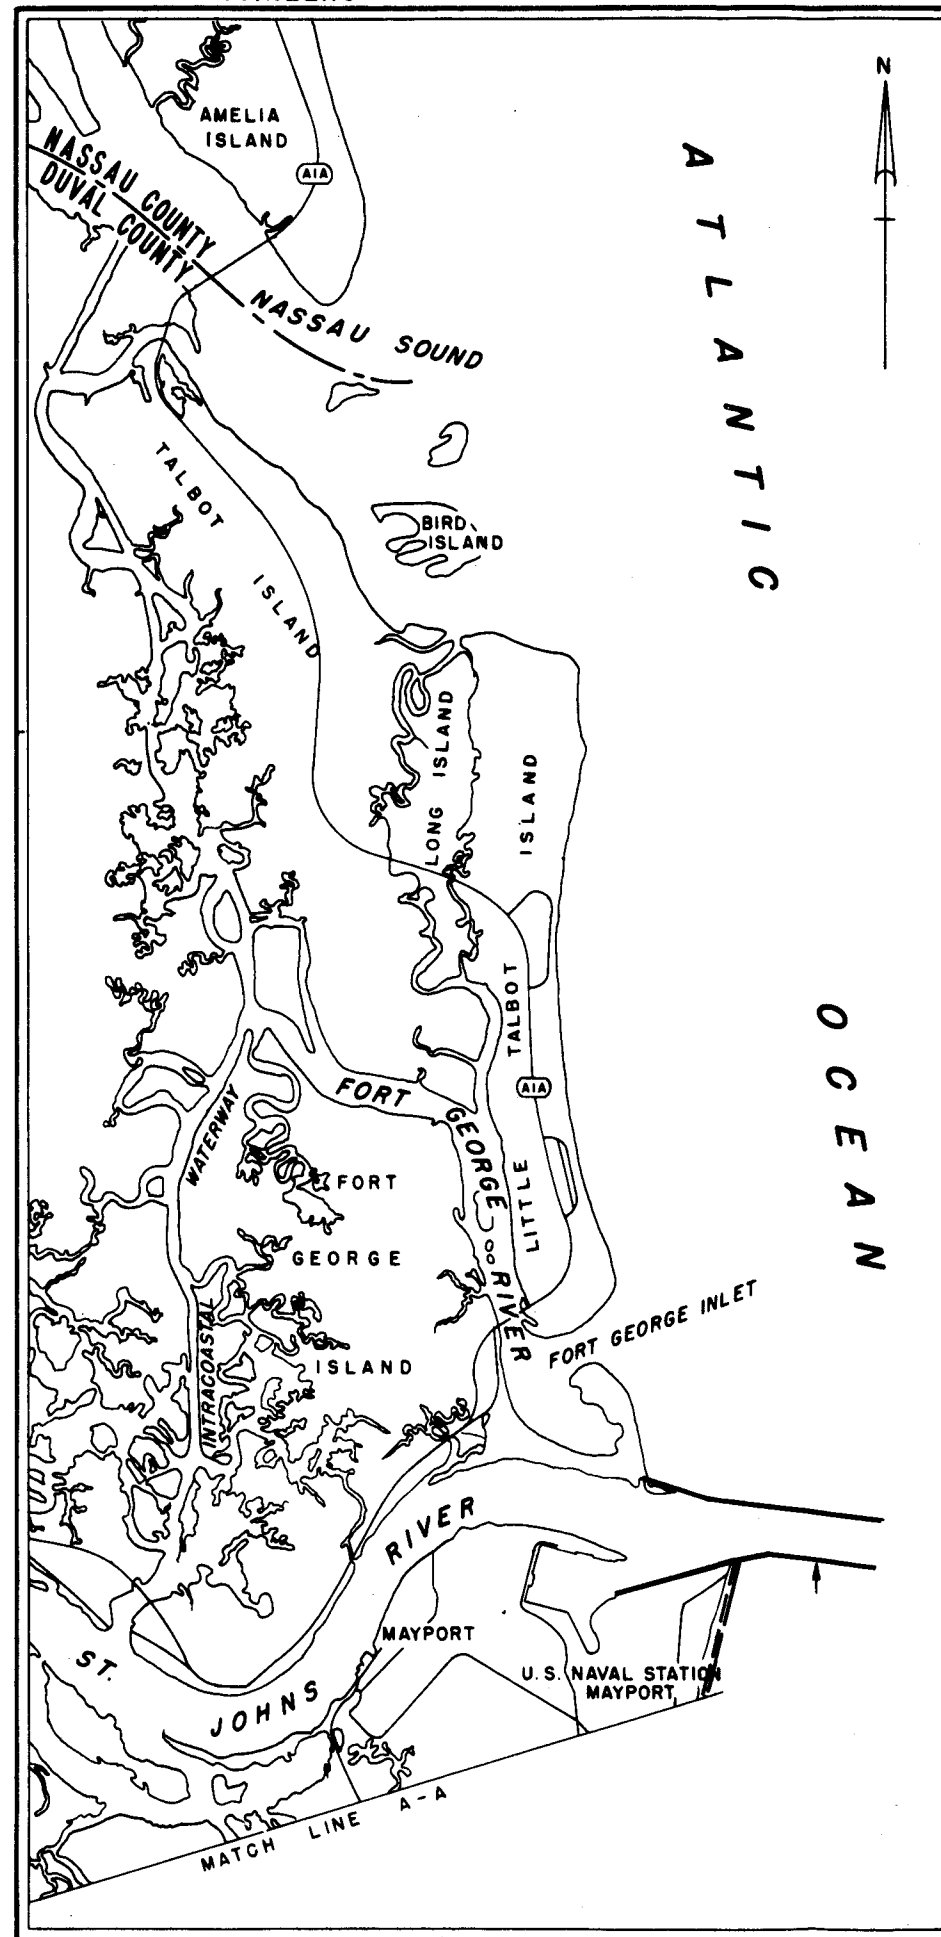 N
AMELIA
ISLAND
A1A
NASSAU COUNTY
DUVAL COUNTY
NASSAU SOUND
ATLANTIC
OCEAN
TALBOT
ISLAND
BIRD
ISLAND
LONG ISLAND
LITTLE TALBOT ISLAND
A1A
FORT GEORGE RIVER
WATERWAY
INTRACOASTAL
FORT
GEORGE
ISLAND
FORT GEORGE INLET
ST. JOHNS RIVER
MAYPORT
U.S. NAVAL STATION
MAYPORT
MATCH LINE A-A